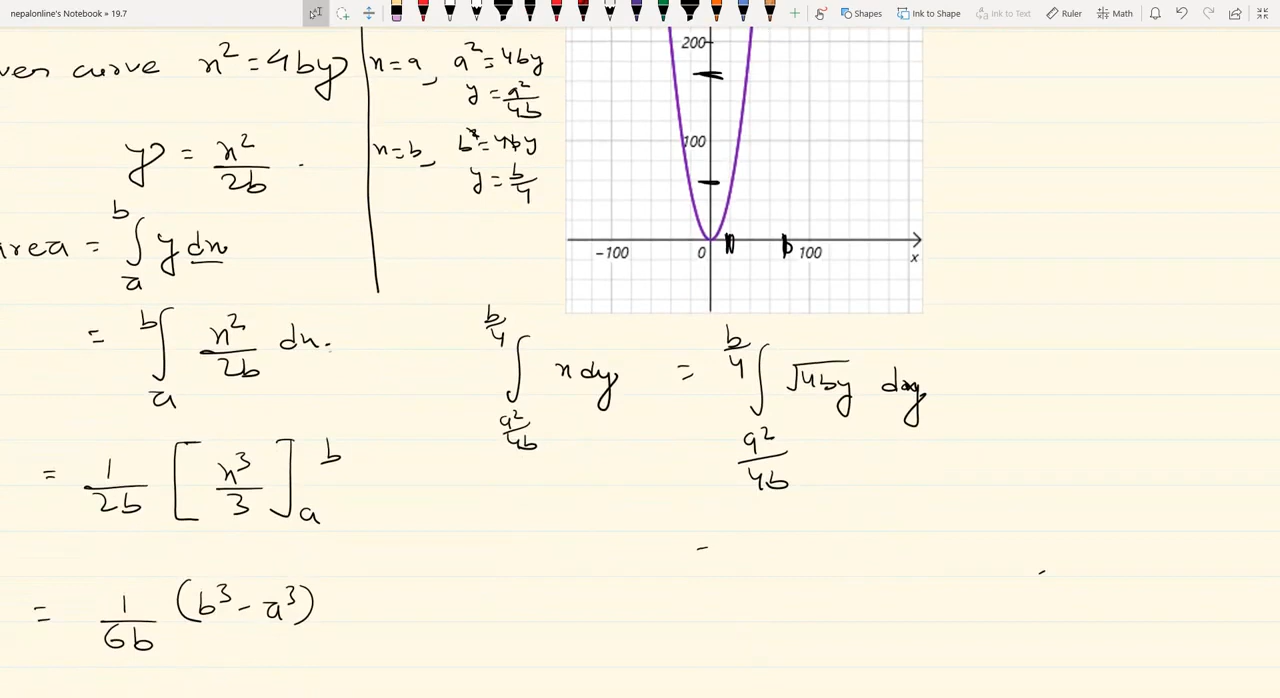 nepalonline's Notebook » 19.7
Shapes Ink to Shape Ink to Text Ruler Math
ven curve x² = 4by
y = x²/2b .
area = ∫_a^b y dx
= ∫_a^b x²/2b dx.
= 1/2b [x³/3]_a^b
= 1/6b (b³ - a³)
x = a, a² = 4by
y = a²/4b
x = b, b² = 4by
y = b/4
200
100
-100 0 100 x
a b
∫_{a²/4b}^{b/4} x dy = ∫_{a²/4b}^{b/4} √4by dy
-